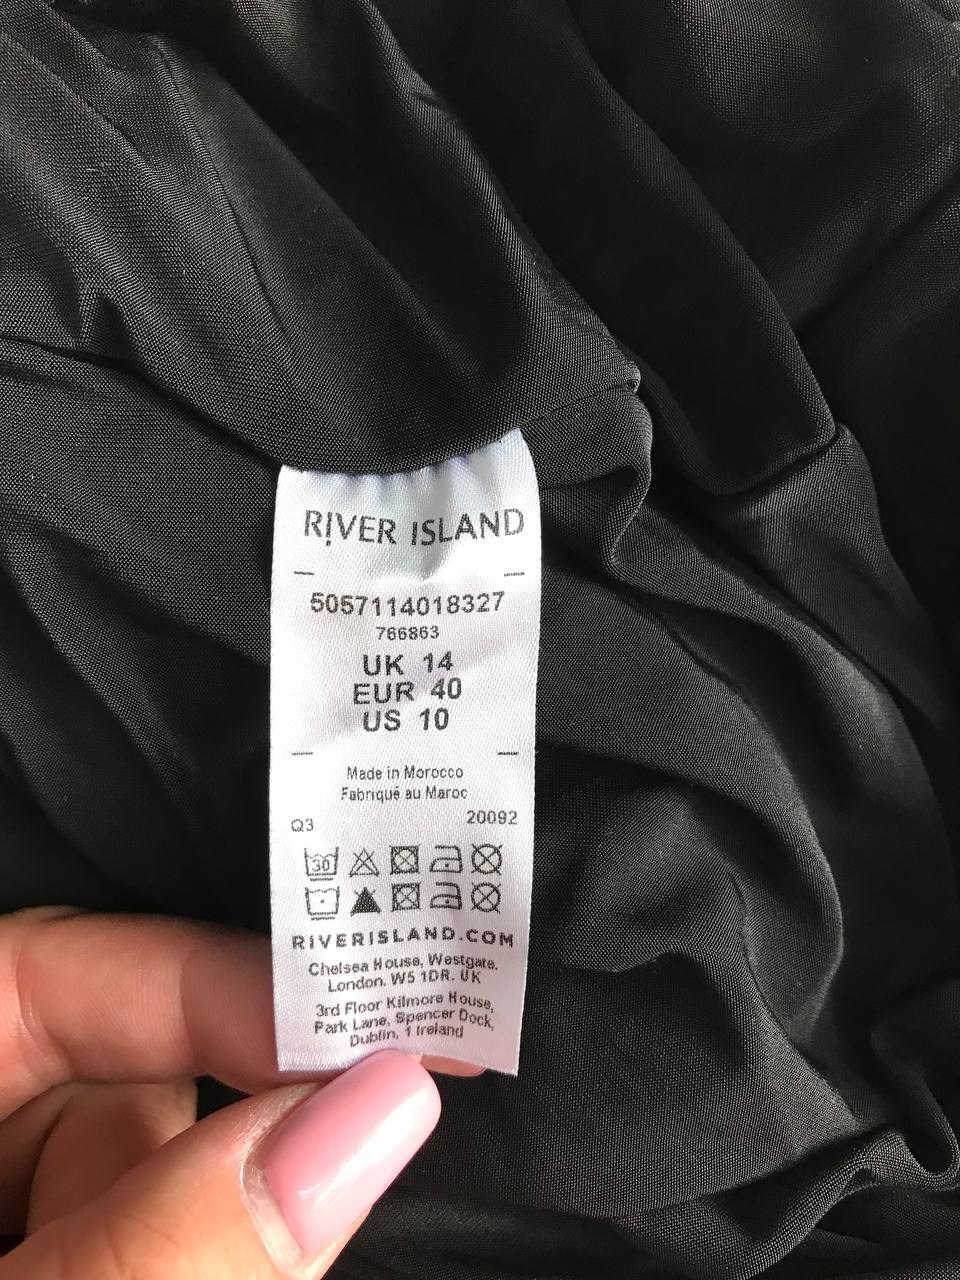 RIVER ISLAND
5057114018327
766863
UK 14
EUR 40
US 10
Made in Morocco
Fabriqué au Maroc
Q3 20092
30
RIVERISLAND.COM
Chelsea House, Westgate.
London. W5 1DR. UK
3rd Floor Kilmore House,
Park Lane, Spencer Dock,
Dublin, 1 Ireland